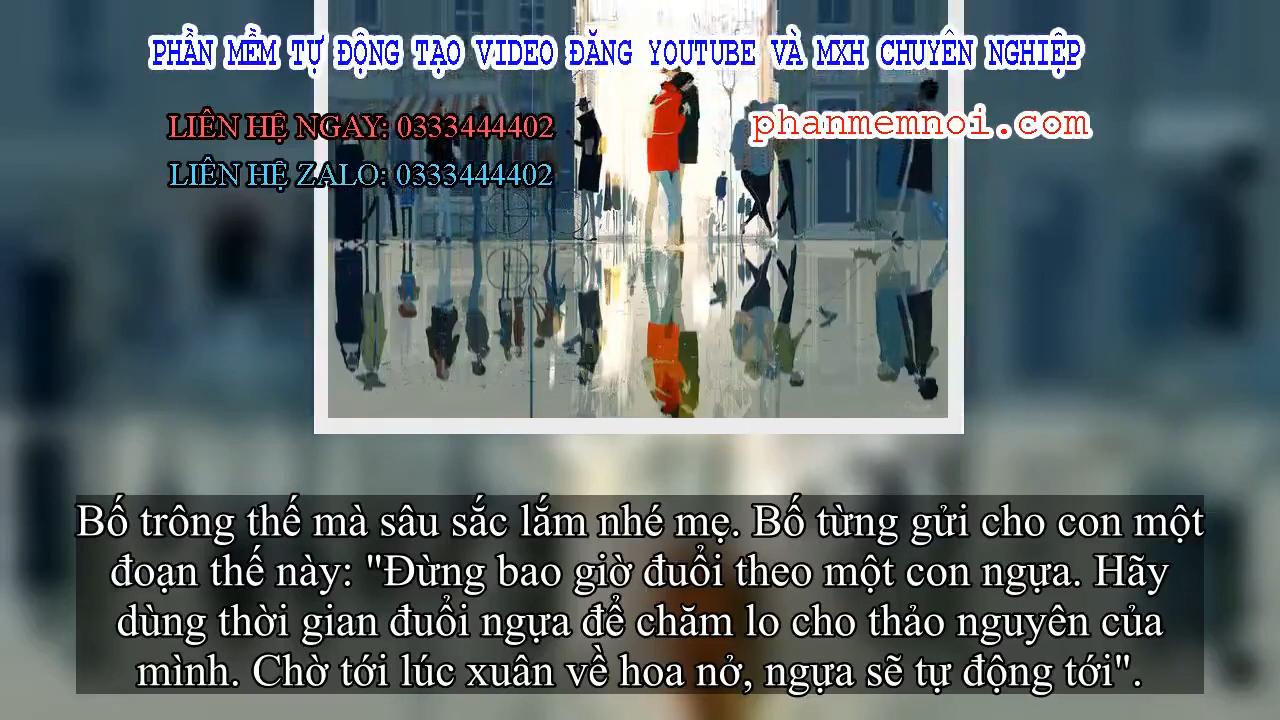 PHẦN MỀM TỰ ĐỘNG TẠO VIDEO ĐĂNG YOUTUBE VÀ MXH CHUYÊN NGHIỆP
LIÊN HỆ NGAY: 0333444402
phanmemnoi.com
LIÊN HỆ ZALO: 0333444402
Bố trông thế mà sâu sắc lắm nhé mẹ. Bố từng gửi cho con một
đoạn thế này: "Đừng bao giờ đuổi theo một con ngựa. Hãy
dùng thời gian đuổi ngựa để chăm lo cho thảo nguyên của
mình. Chờ tới lúc xuân về hoa nở, ngựa sẽ tự động tới".